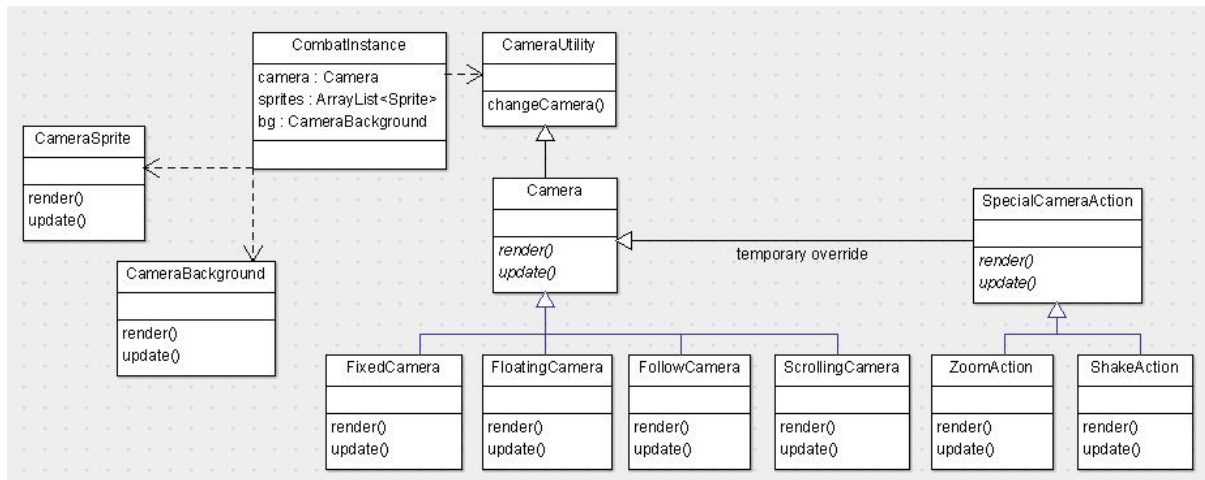 CombatInstance
camera : Camera
sprites : ArrayList<Sprite>
bg : CameraBackground
CameraUtility
changeCamera()
CameraSprite
render()
update()
CameraBackground
render()
update()
Camera
render()
update()
temporary override
SpecialCameraAction
render()
update()
FixedCamera
render()
update()
FloatingCamera
render()
update()
FollowCamera
render()
update()
ScrollingCamera
render()
update()
ZoomAction
render()
update()
ShakeAction
render()
update()